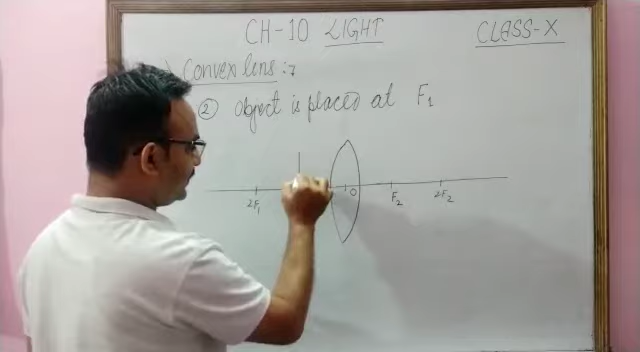 CH-10 LIGHT
CLASS-X
Convex lens :-
② Object is placed at F₁
2F₁ O F₂ 2F₂